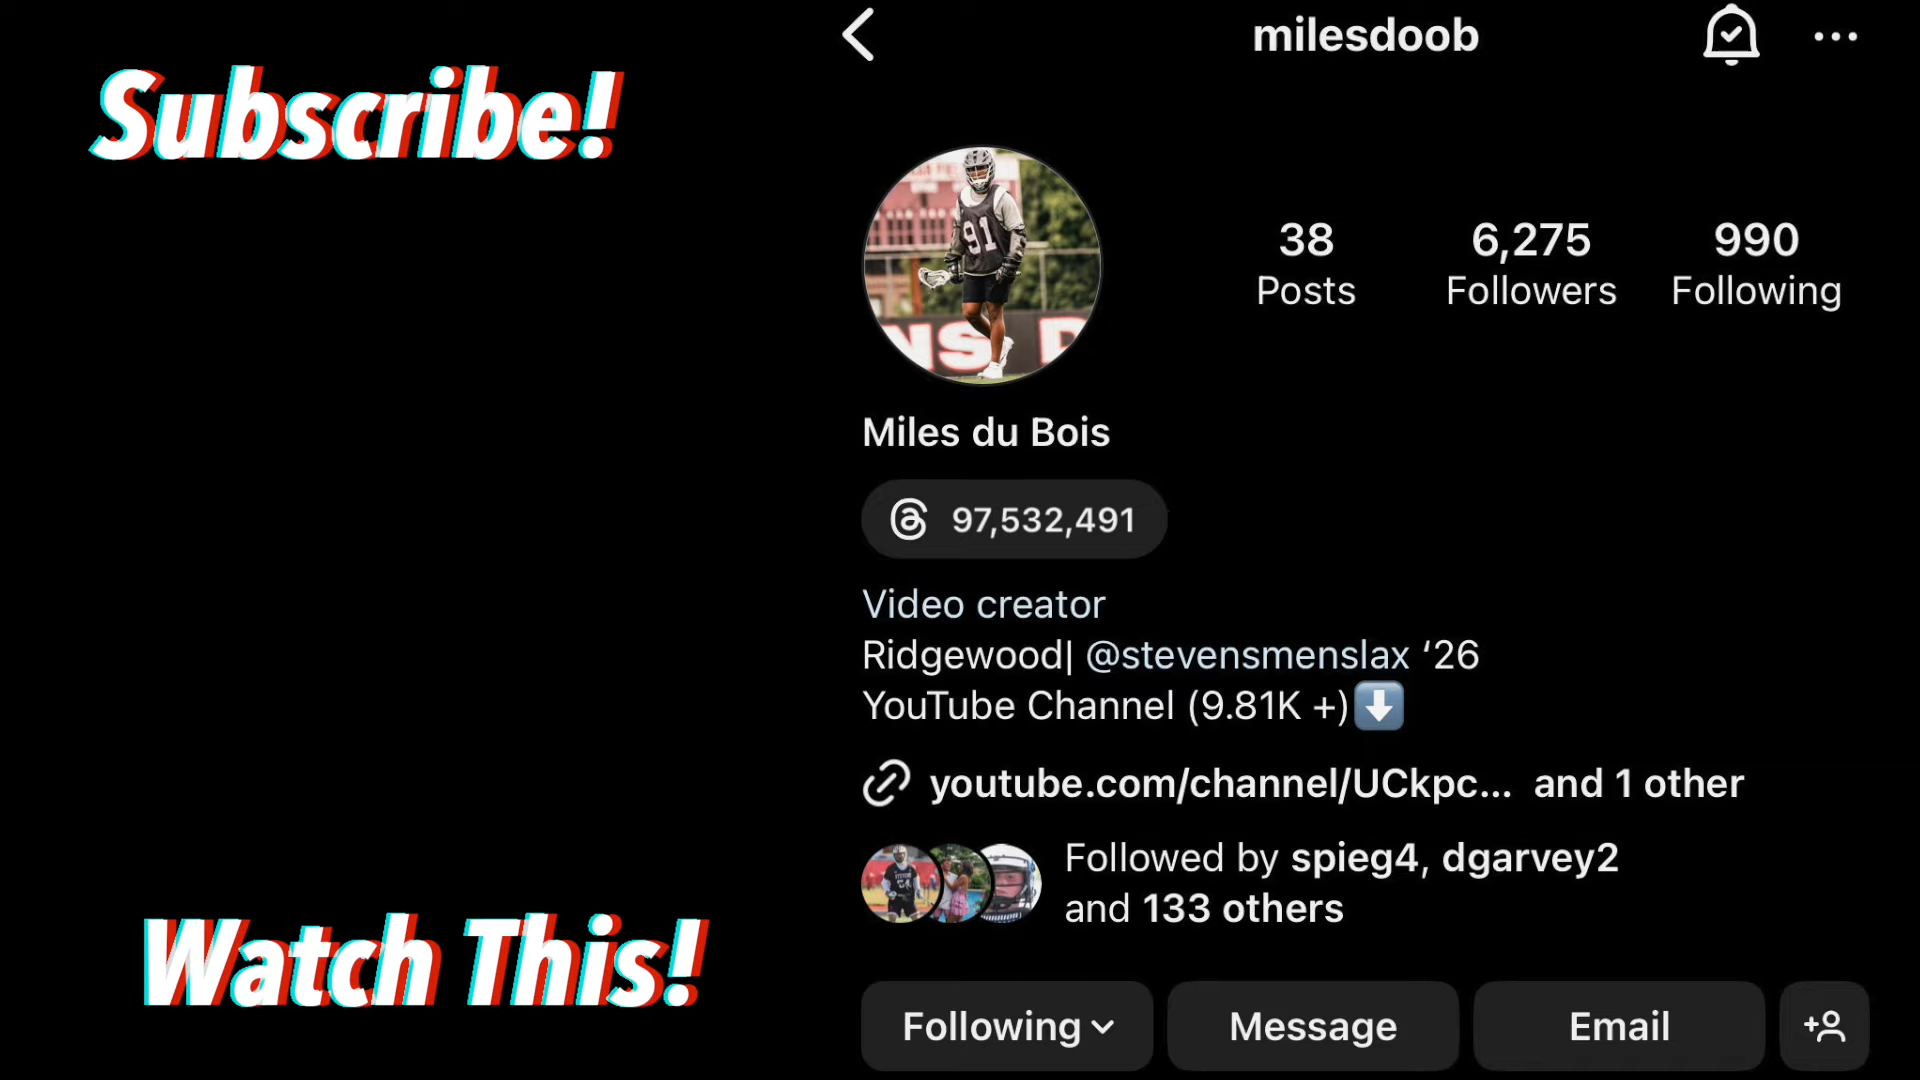 Subscribe!
milesdoob
91
NS D
38
Posts
6,275
Followers
990
Following
Miles du Bois
97,532,491
Video creator
Ridgewood| @stevensmenslax ‘26
YouTube Channel (9.81K +)⬇️
youtube.com/channel/UCkpc... and 1 other
Followed by spieg4, dgarvey2
and 133 others
Watch This!
Following
Message
Email